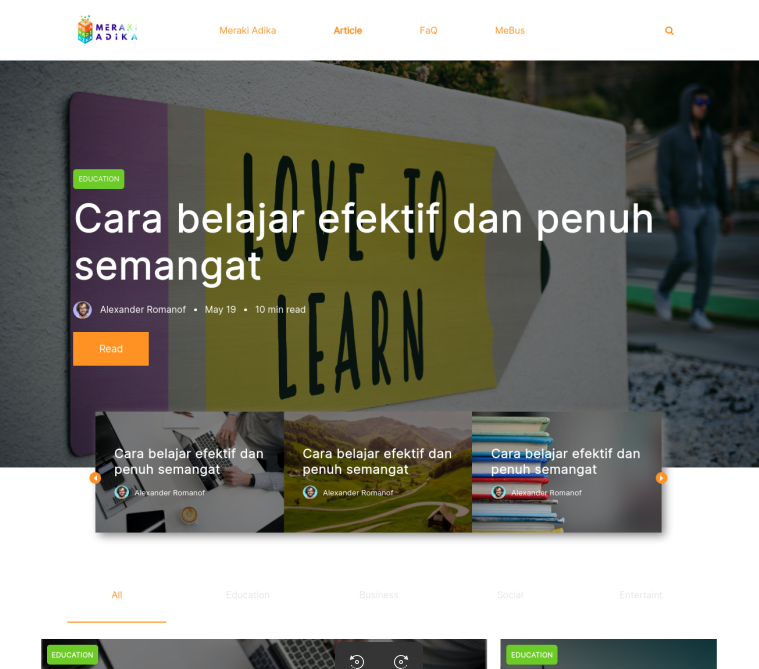 MERAKI
ADIKA
Meraki Adika
Article
FaQ
MeBus
EDUCATION
LOVE TO
LEARN
Cara belajar efektif dan penuh
semangat
Alexander Romanof • May 19 • 10 min read
Read
Cara belajar efektif dan
penuh semangat
Alexander Romanof
Cara belajar efektif dan
penuh semangat
Alexander Romanof
Cara belajar efektif dan
penuh semangat
Alexander Romanof
All
Education
Business
Social
Entertaint
EDUCATION
EDUCATION